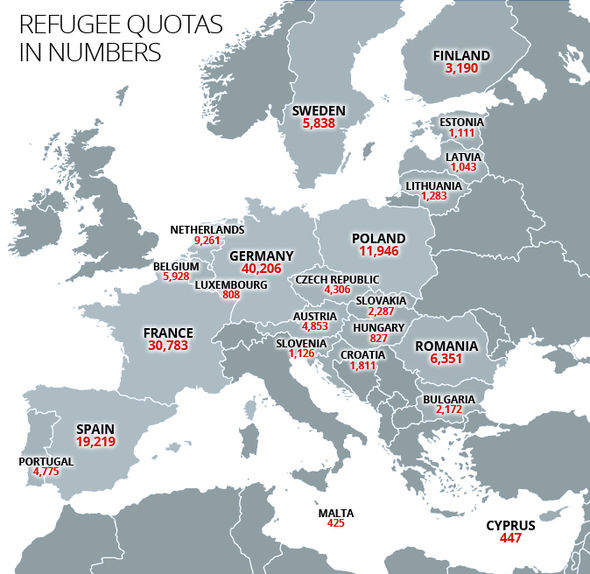 REFUGEE QUOTAS
IN NUMBERS
FINLAND
3,190
SWEDEN
5,838
ESTONIA
1,111
LATVIA
1,043
LITHUANIA
1,283
NETHERLANDS
9,261
POLAND
11,946
GERMANY
40,206
BELGIUM
5,928
LUXEMBOURG
808
CZECH REPUBLIC
4,306
SLOVAKIA
2,287
AUSTRIA
4,853
HUNGARY
827
FRANCE
30,783
SLOVENIA
1,126
CROATIA
1,811
ROMANIA
6,351
BULGARIA
2,172
SPAIN
19,219
PORTUGAL
4,775
MALTA
425
CYPRUS
447